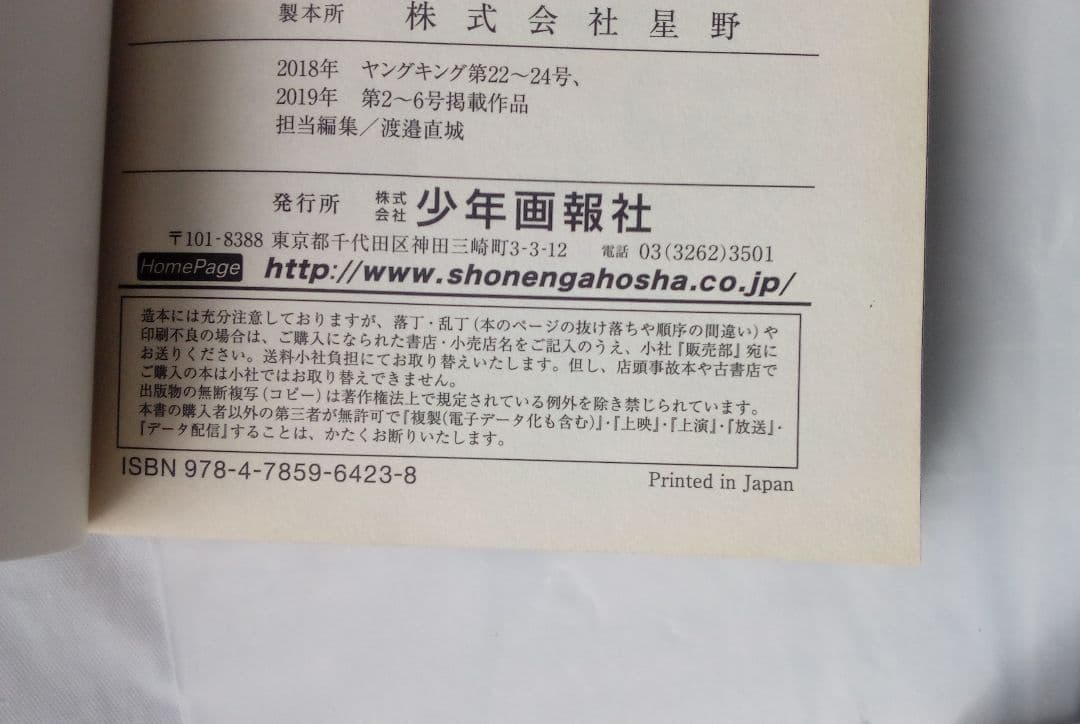 製本所　株式会社星野
2018年　ヤングキング第22〜24号、
2019年　第2〜6号掲載作品
担当編集／渡邉直城
発行所　株式会社 少年画報社
〒101-8388 東京都千代田区神田三崎町3-3-12　電話 03(3262)3501
HomePage http://www.shonengahosha.co.jp/
造本には充分注意しておりますが、落丁・乱丁(本のページの抜け落ちや順序の間違い)や
印刷不良の場合は、ご購入になられた書店・小売店名をご記入のうえ、小社『販売部』宛に
お送りください。送料小社負担にてお取り替えいたします。但し、店頭事故本や古書店で
ご購入の本は小社ではお取り替えできません。
出版物の無断複写(コピー)は著作権法上で規定されている例外を除き禁じられています。
本書の購入者以外の第三者が無許可で『複製(電子データ化も含む)』・『上映』・『上演』・『放送』・
『データ配信』することは、かたくお断りいたします。
ISBN 978-4-7859-6423-8
Printed in Japan